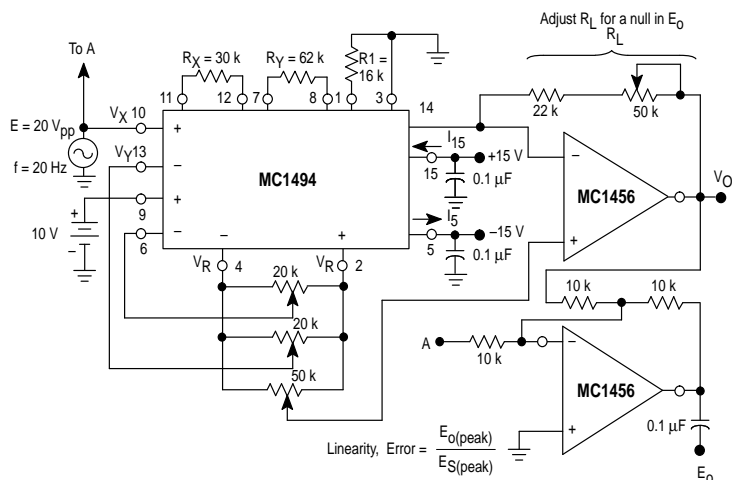 Adjust R_L for a null in E_o
R_L
To A
R_X = 30 k
R_Y = 62 k
R1 =
16 k
11
12
7
8
1
3
14
22 k
50 k
E = 20 V_pp
f = 20 Hz
V_X 10
+
V_Y 13
−
+
9
−
6
10 V
+
−
MC1494
I_15
15
+15 V
0.1 µF
I_5
5
−15 V
0.1 µF
−
+
MC1456
V_O
−
+
V_R
4
V_R
2
20 k
20 k
50 k
10 k
10 k
A
10 k
−
+
MC1456
0.1 µF
E_o
Linearity, Error = E_o(peak)
E_S(peak)